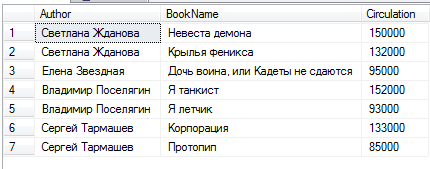 Author BookName Circulation
1 Светлана Жданова Невеста демона 150000
2 Светлана Жданова Крылья феникса 132000
3 Елена Звездная Дочь воина, или Кадеты не сдаются 95000
4 Владимир Поселягин Я танкист 152000
5 Владимир Поселягин Я летчик 93000
6 Сергей Тармашев Корпорация 133000
7 Сергей Тармашев Протопип 85000